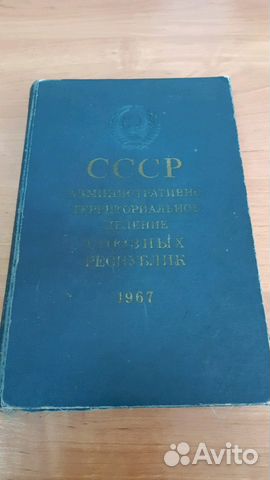 СССР
АДМИНИСТРАТИВНО-
ТЕРРИТОРИАЛЬНОЕ
ДЕЛЕНИЕ
СОЮЗНЫХ
РЕСПУБЛИК
1967
Avito